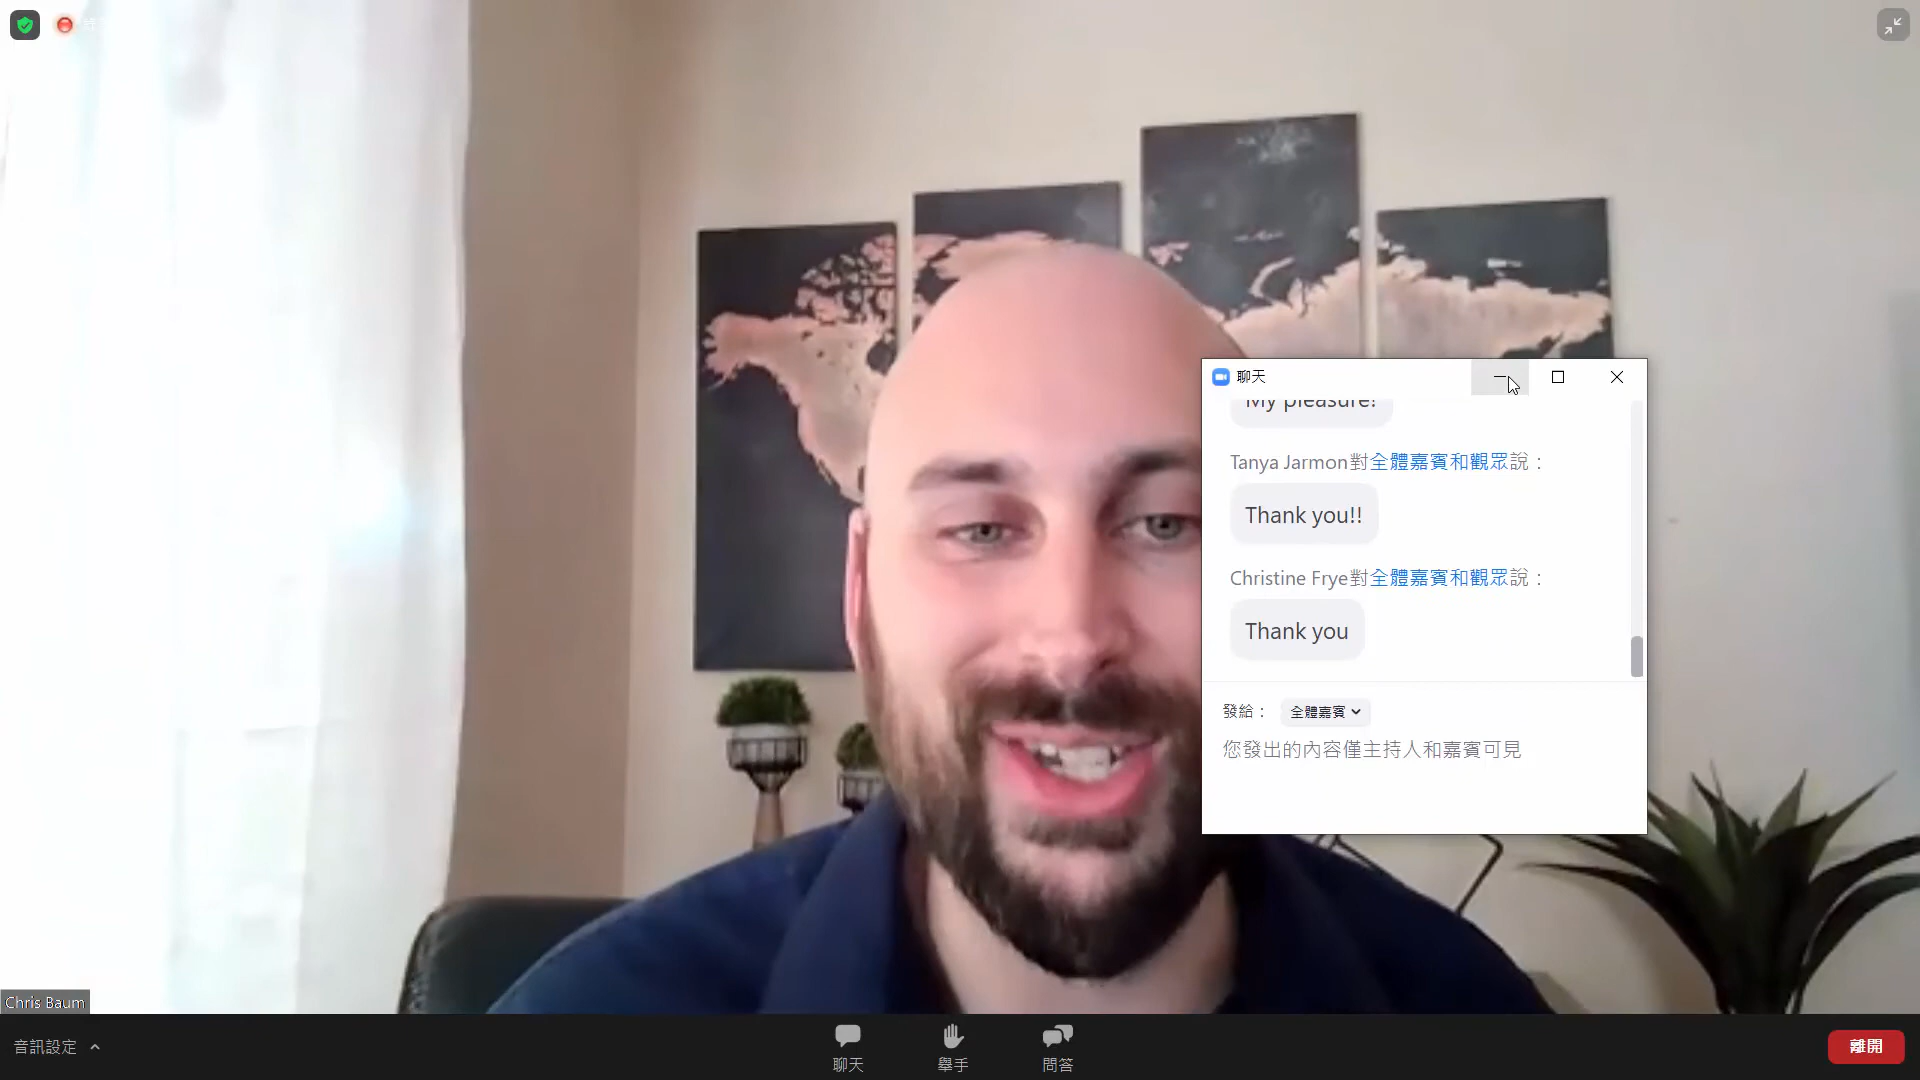 聊天
My pleasure!
Tanya Jarmon對全體嘉賓和觀眾說：
Thank you!!
Christine Frye對全體嘉賓和觀眾說：
Thank you
發給： 全體嘉賓
您發出的內容僅主持人和嘉賓可見
Chris Baum
音訊設定
聊天
舉手
問答
離開